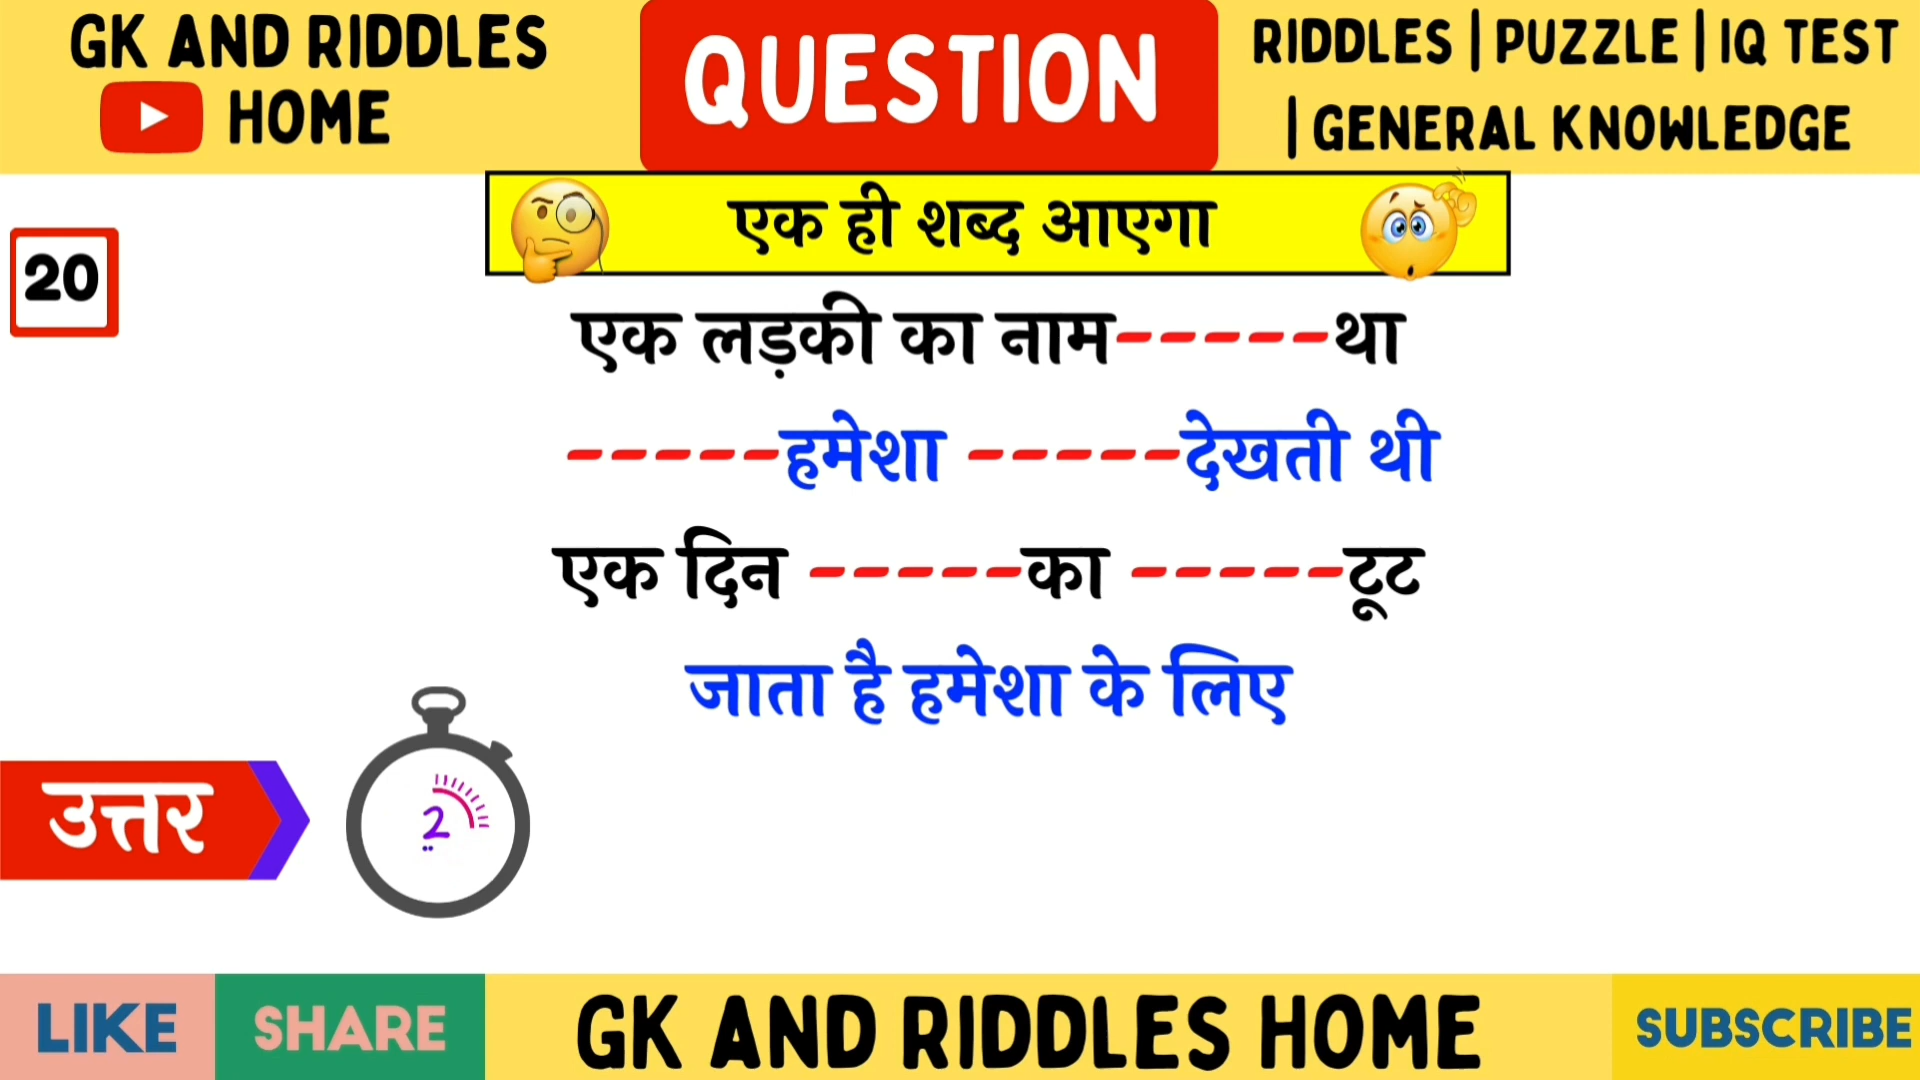 GK AND RIDDLES
HOME
QUESTION
RIDDLES | PUZZLE | IQ TEST
| GENERAL KNOWLEDGE
एक ही शब्द आएगा
20
एक लड़की का नाम-----था
-----हमेशा -----देखती थी
एक दिन -----का -----टूट
जाता है हमेशा के लिए
उत्तर
2
LIKE
SHARE
GK AND RIDDLES HOME
SUBSCRIBE